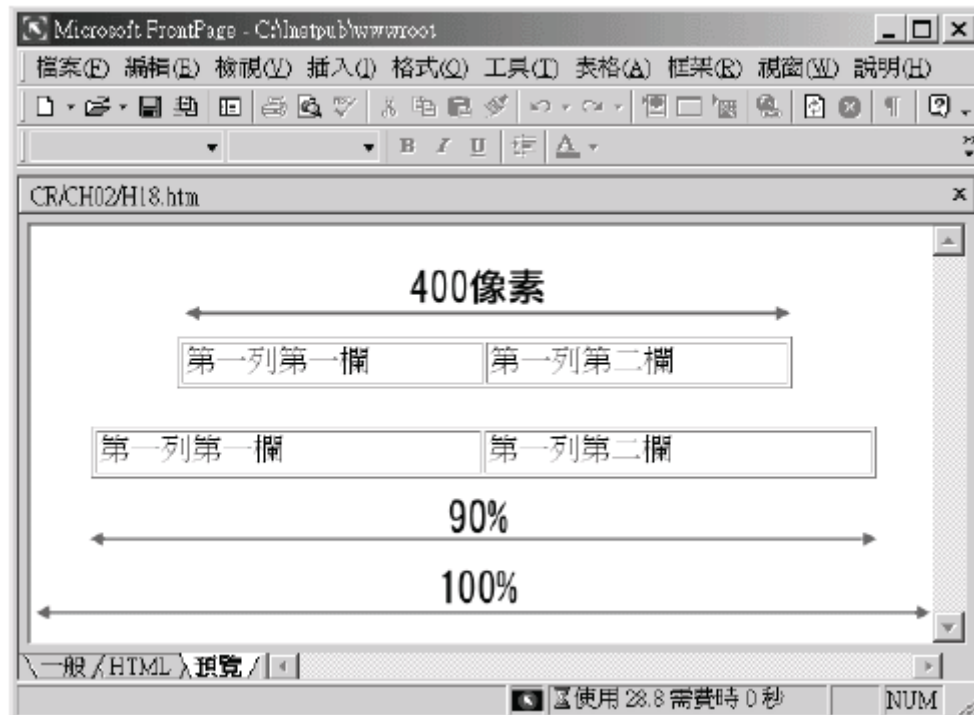 Microsoft FrontPage - C:\Inetpub\wwwroot
檔案(F) 編輯(E) 檢視(V) 插入(I) 格式(O) 工具(T) 表格(A) 框架(R) 視窗(W) 說明(H)
B I U A
CR/CH02/H18.htm
400像素
第一列第一欄 第一列第二欄
第一列第一欄 第一列第二欄
90%
100%
一般 HTML 預覽
使用 28.8 需費時 0 秒 NUM